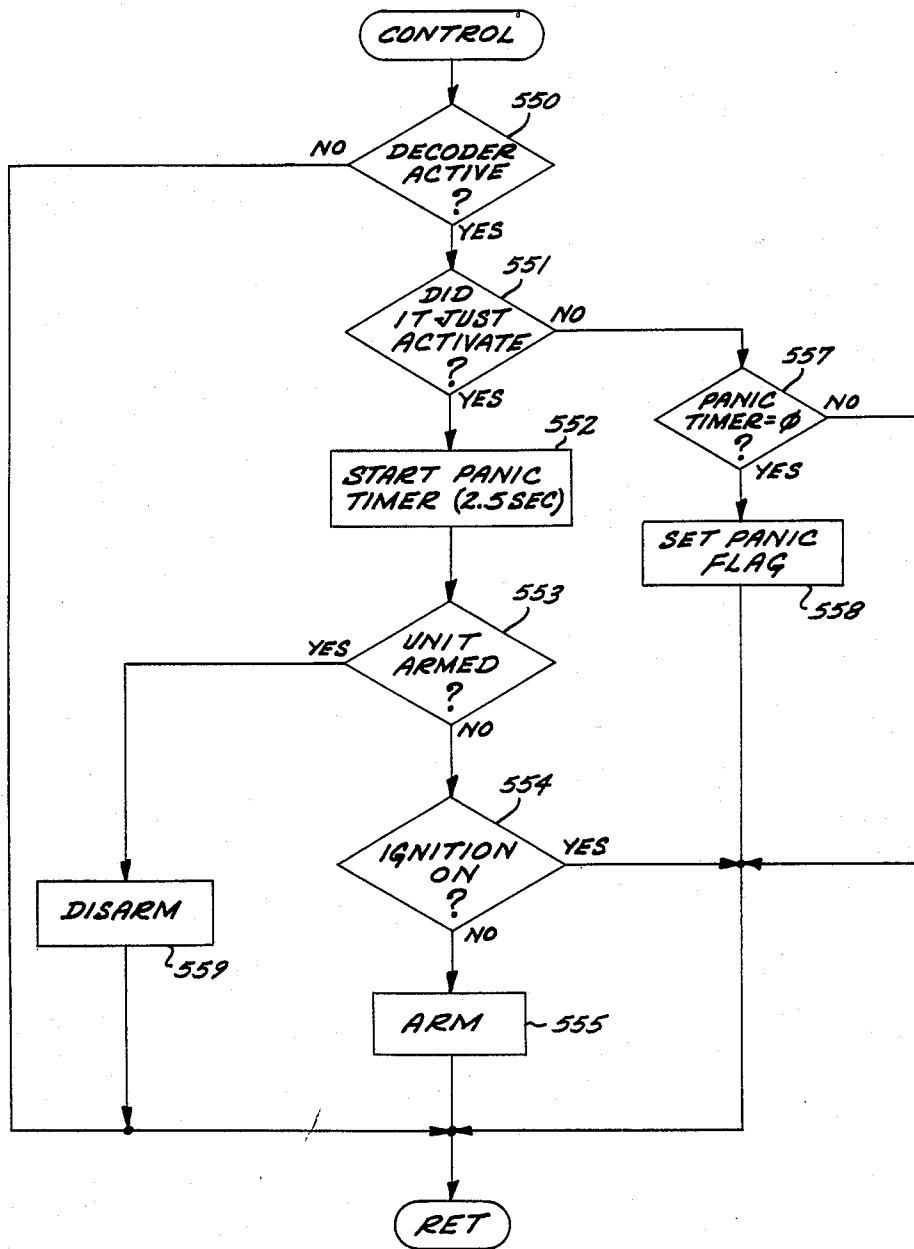 CONTROL
550
NO
DECODER
ACTIVE
?
YES
551
DID
IT JUST
ACTIVATE
?
NO
YES
557
PANIC
TIMER=Ø
?
NO
YES
552
START PANIC
TIMER (2.5 SEC)
SET PANIC
FLAG
558
553
YES
UNIT
ARMED
?
NO
554
IGNITION
ON
?
YES
NO
DISARM
559
ARM
555
RET